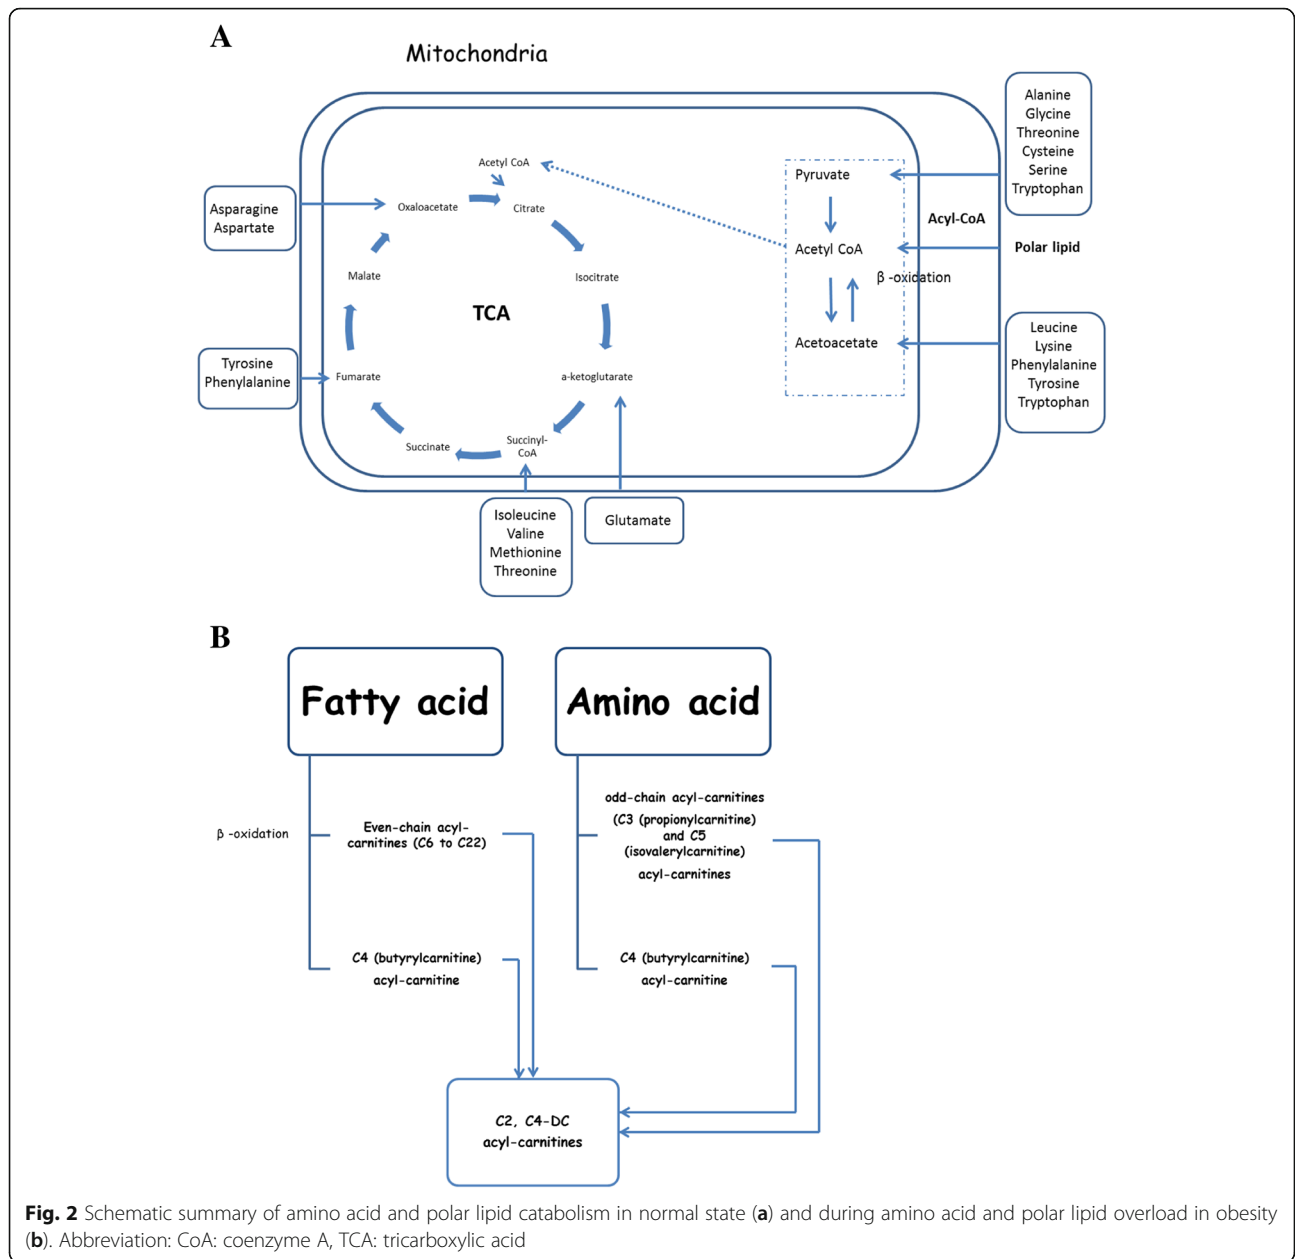 A
Mitochondria
Alanine
Glycine
Threonine
Cysteine
Serine
Tryptophan
Acetyl CoA
Pyruvate
Asparagine
Aspartate
Oxaloacetate
Citrate
Acyl-CoA
Acetyl CoA
Polar lipid
Malate
Isocitrate
β -oxidation
TCA
Acetoacetate
Leucine
Lysine
Phenylalanine
Tyrosine
Tryptophan
Tyrosine
Phenylalanine
Fumarate
a-ketoglutarate
Succinate
Succinyl-
CoA
Isoleucine
Valine
Methionine
Threonine
Glutamate
B
Fatty acid
Amino acid
β -oxidation
Even-chain acyl-
carnitines (C6 to C22)
odd-chain acyl-carnitines
(C3 (propionylcarnitine)
and C5
(isovalerylcarnitine)
acyl-carnitines
C4 (butyrylcarnitine)
acyl-carnitine
C4 (butyrylcarnitine)
acyl-carnitine
C2, C4-DC
acyl-carnitines
Fig. 2 Schematic summary of amino acid and polar lipid catabolism in normal state (a) and during amino acid and polar lipid overload in obesity
(b). Abbreviation: CoA: coenzyme A, TCA: tricarboxylic acid